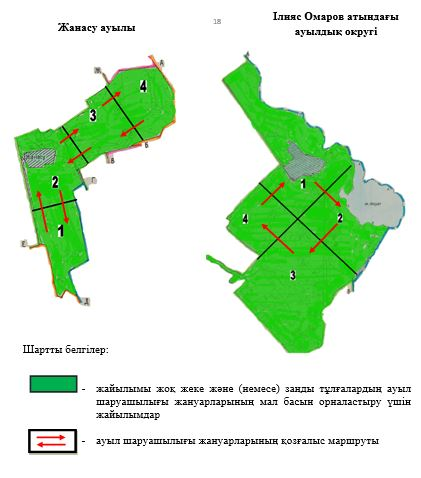 18
Жанасу ауылы
Ілияс Омаров атындағы
ауылдық округі
Ж
А
4
3
Б
В
2
Г
1
Е
Д
1
2
4
3
Шартты белгілер:
- жайылымы жоқ жеке және (немесе) заңды тұлғалардың ауыл
шаруашылығы жануарларының мал басын орналастыру үшін
жайылымдар
- ауыл шаруашылығы жануарларының қозғалыс маршруты